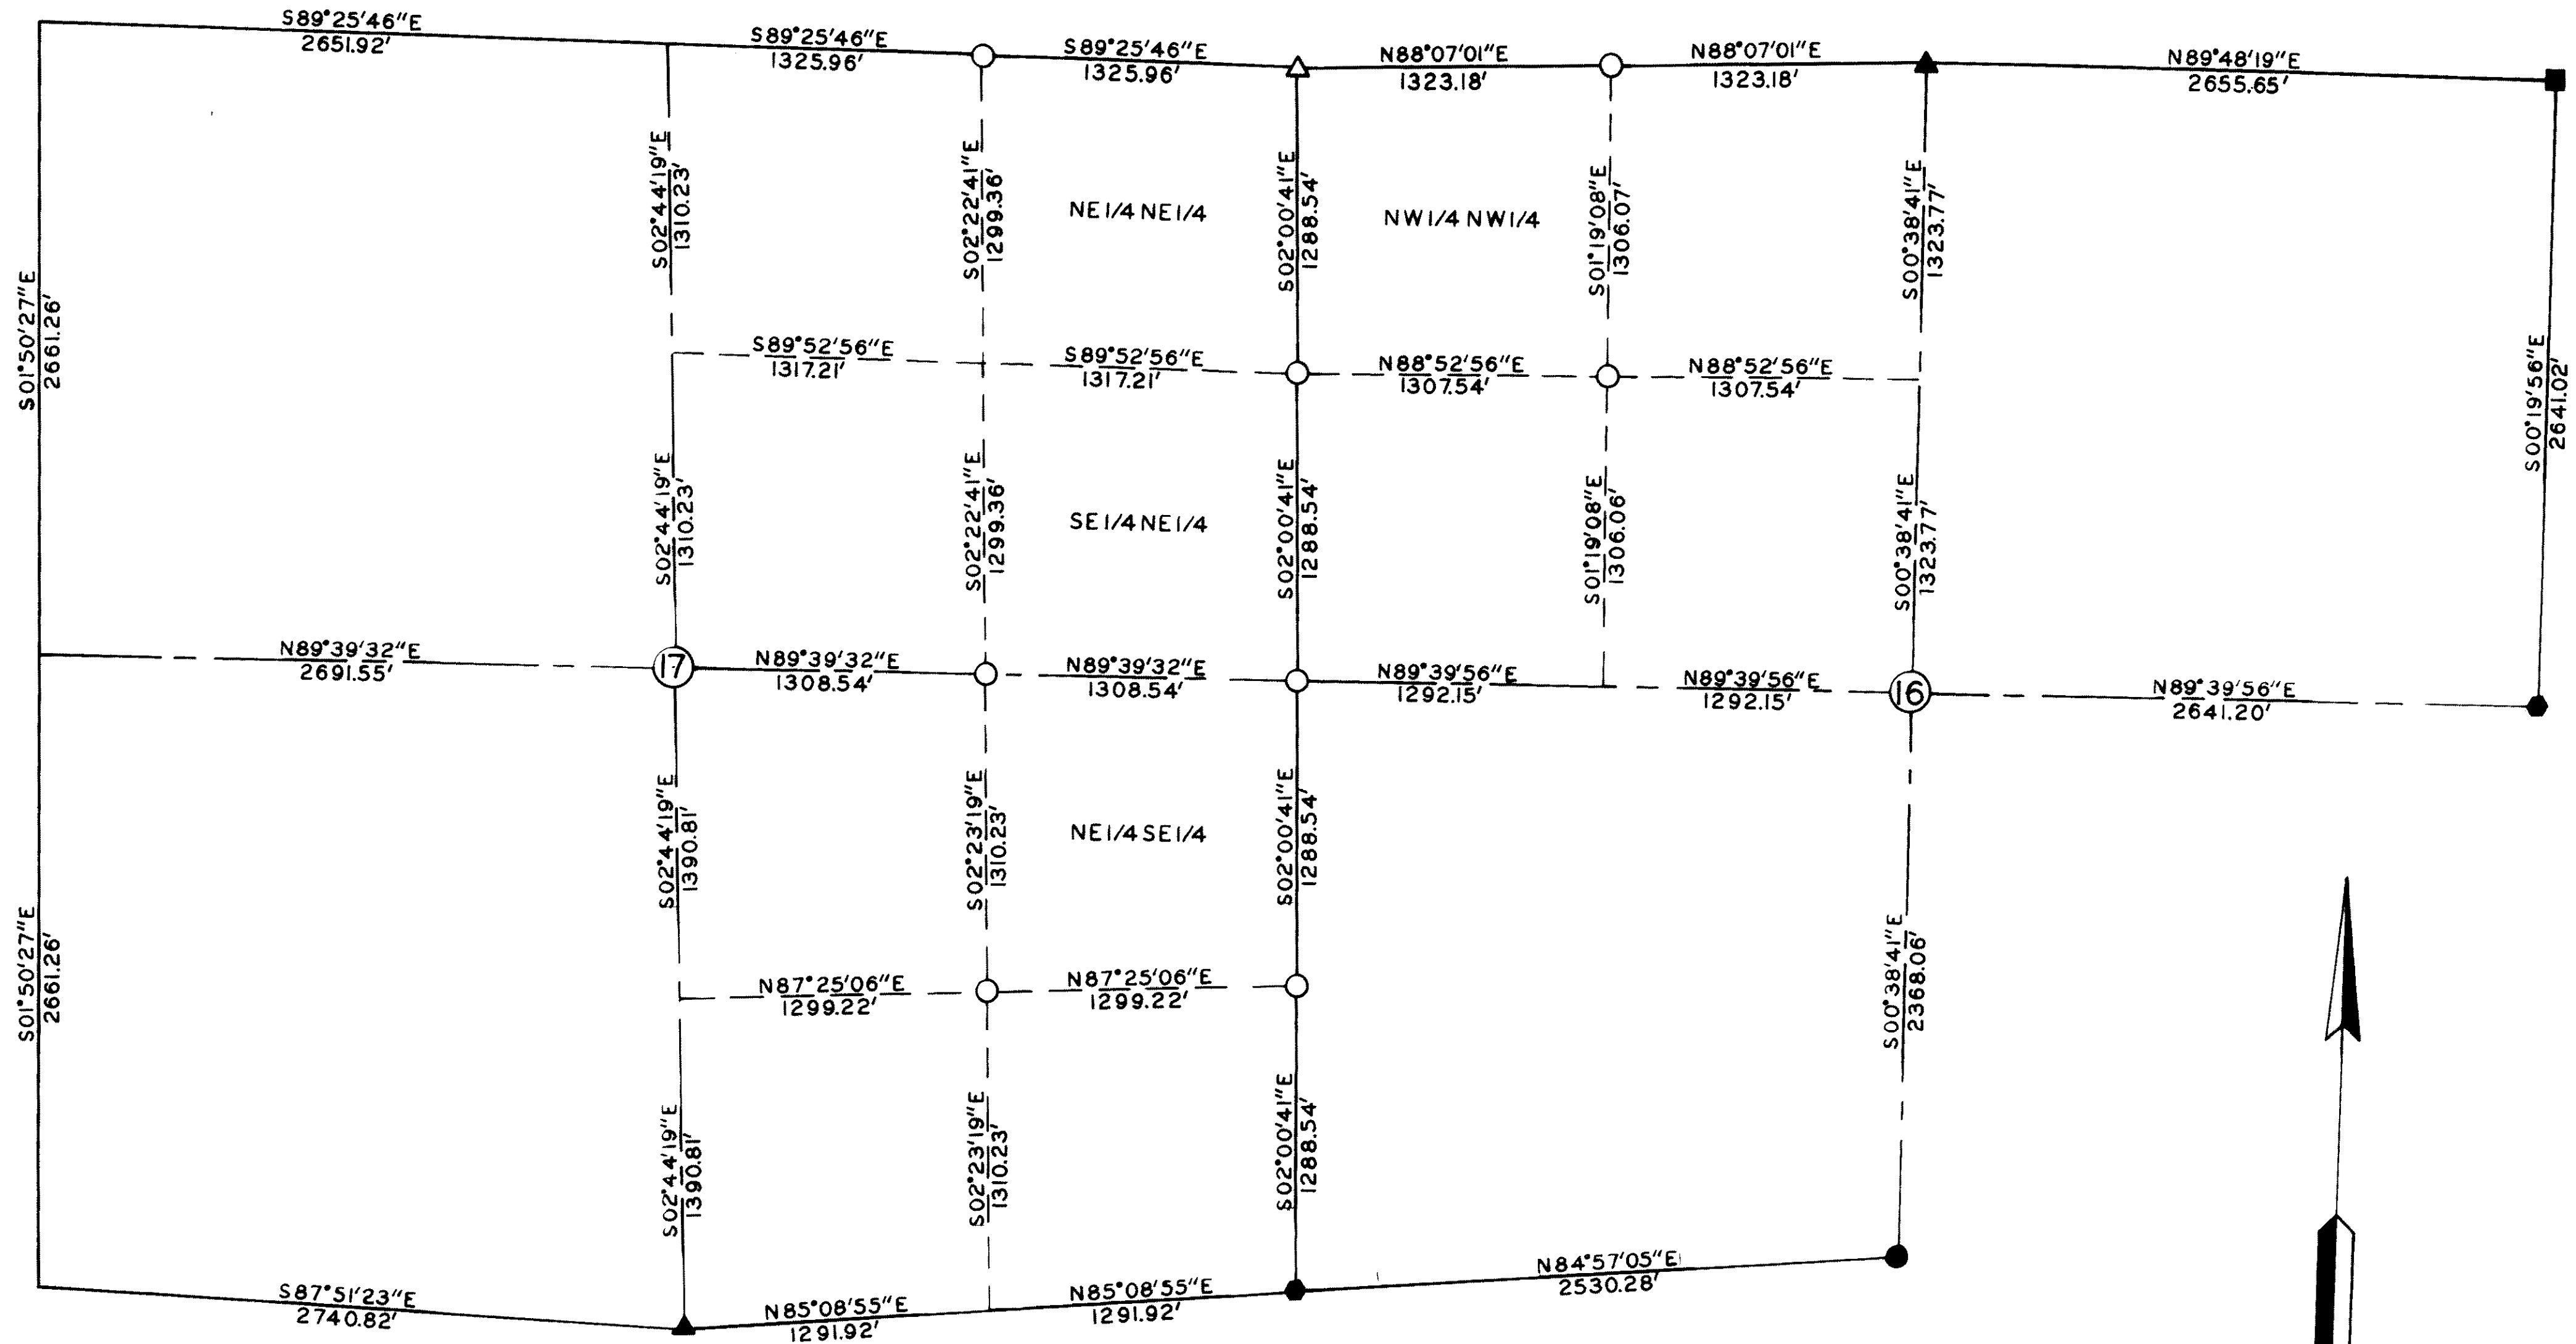 S89°25'46"E
2651.92'
S89°25'46"E
1325.96'
S89°25'46"E
1325.96'
N88°07'01"E
1323.18'
N88°07'01"E
1323.18'
N89°48'19"E
2655.65'
S01°50'27"E
2661.26'
S02°44'19"E
1310.23'
S02°22'41"E
1299.36'
NE1/4 NE1/4
S02°00'41"E
1288.54'
NW1/4 NW1/4
S01°19'08"E
1306.07'
S00°38'41"E
1323.77'
S00°19'56"E
2641.02'
S89°52'56"E
1317.21'
S89°52'56"E
1317.21'
N88°52'56"E
1307.54'
N88°52'56"E
1307.54'
S02°44'19"E
1310.23'
S02°22'41"E
1299.36'
SE1/4 NE1/4
S02°00'41"E
1288.54'
S01°19'08"E
1306.06'
S00°38'41"E
1323.77'
N89°39'32"E
2691.55'
17
N89°39'32"E
1308.54'
N89°39'32"E
1308.54'
N89°39'56"E
1292.15'
N89°39'56"E
1292.15'
16
N89°39'56"E
2641.20'
S01°50'27"E
2661.26'
S02°44'19"E
1390.81'
S02°23'19"E
1310.23'
NE1/4 SE1/4
S02°00'41"E
1288.54'
S00°38'41"E
2368.06'
N87°25'06"E
1299.22'
N87°25'06"E
1299.22'
S02°44'19"E
1390.81'
S02°23'19"E
1310.23'
S02°00'41"E
1288.54'
S87°51'23"E
2740.82'
N85°08'55"E
1291.92'
N85°08'55"E
1291.92'
N84°57'05"E
2530.28'